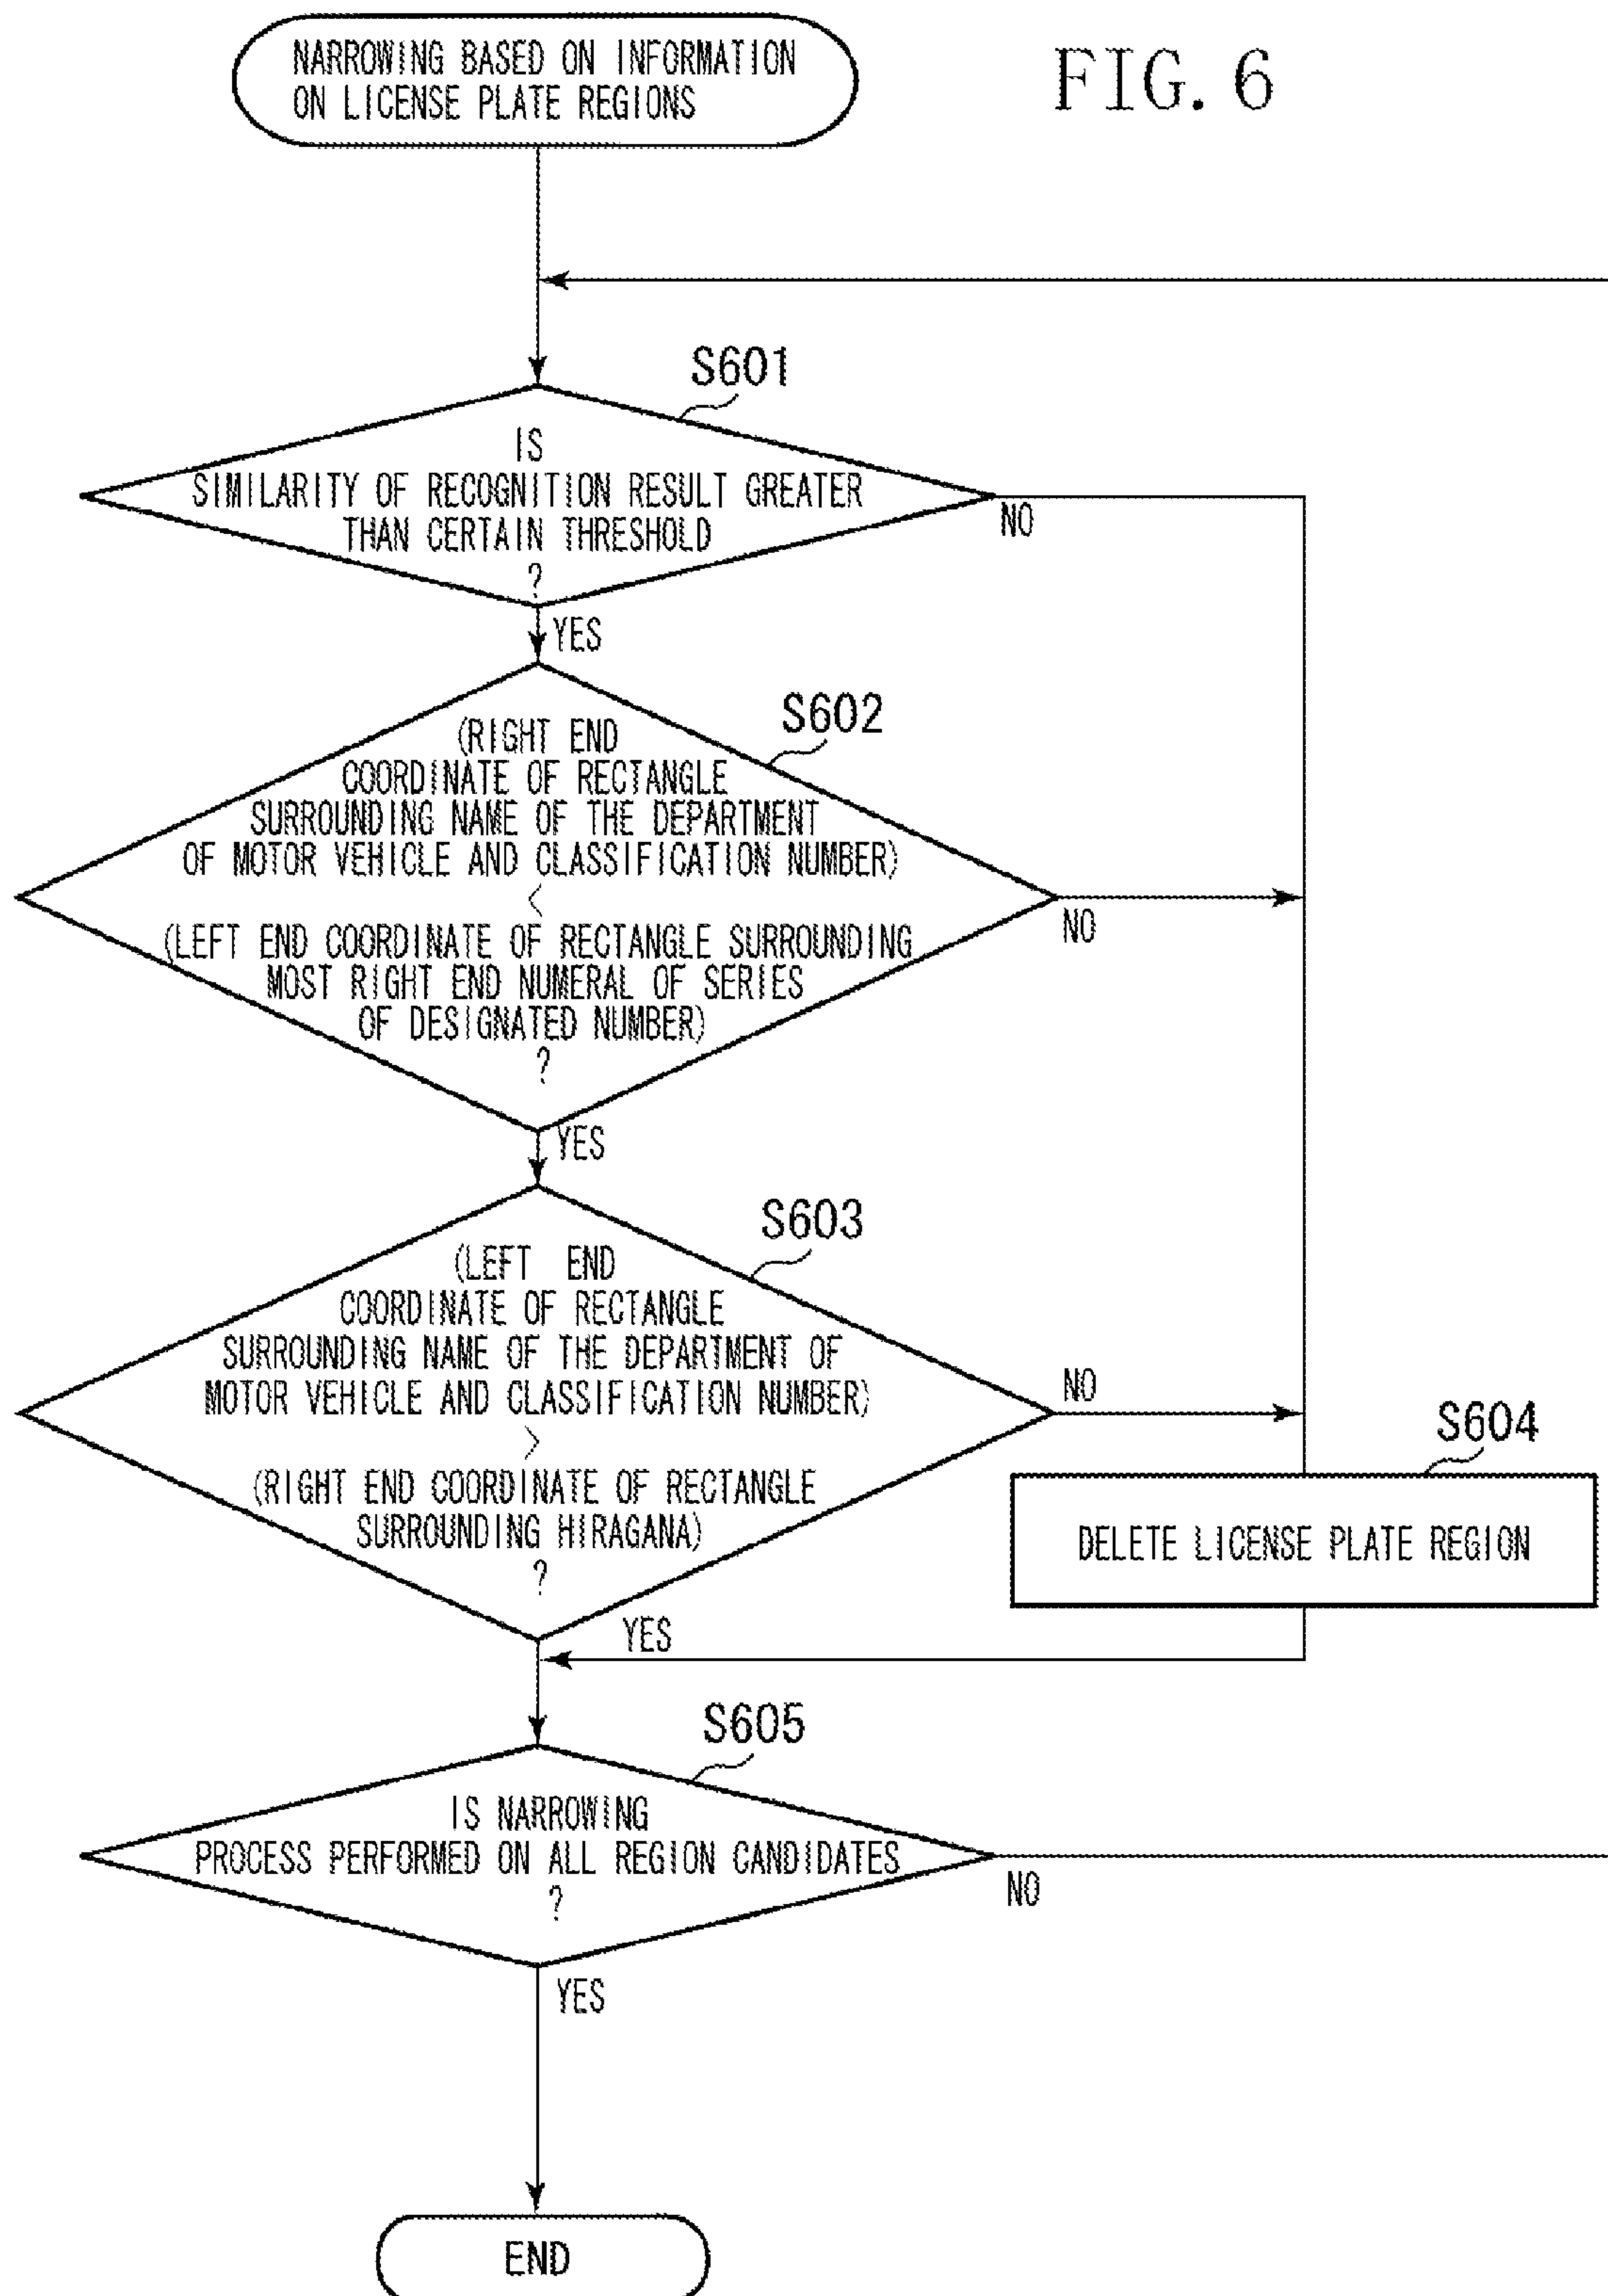 NARROWING BASED ON INFORMATION
ON LICENSE PLATE REGIONS
FIG. 6
S601
IS
SIMILARITY OF RECOGNITION RESULT GREATER
THAN CERTAIN THRESHOLD
?
NO
YES
S602
(RIGHT END
COORDINATE OF RECTANGLE
SURROUNDING NAME OF THE DEPARTMENT
OF MOTOR VEHICLE AND CLASSIFICATION NUMBER)
<
(LEFT END COORDINATE OF RECTANGLE SURROUNDING
MOST RIGHT END NUMERAL OF SERIES
OF DESIGNATED NUMBER)
?
NO
YES
S603
(LEFT END
COORDINATE OF RECTANGLE
SURROUNDING NAME OF THE DEPARTMENT OF
MOTOR VEHICLE AND CLASSIFICATION NUMBER)
>
(RIGHT END COORDINATE OF RECTANGLE
SURROUNDING HIRAGANA)
?
NO
YES
S604
DELETE LICENSE PLATE REGION
S605
IS NARROWING
PROCESS PERFORMED ON ALL REGION CANDIDATES
?
NO
YES
END